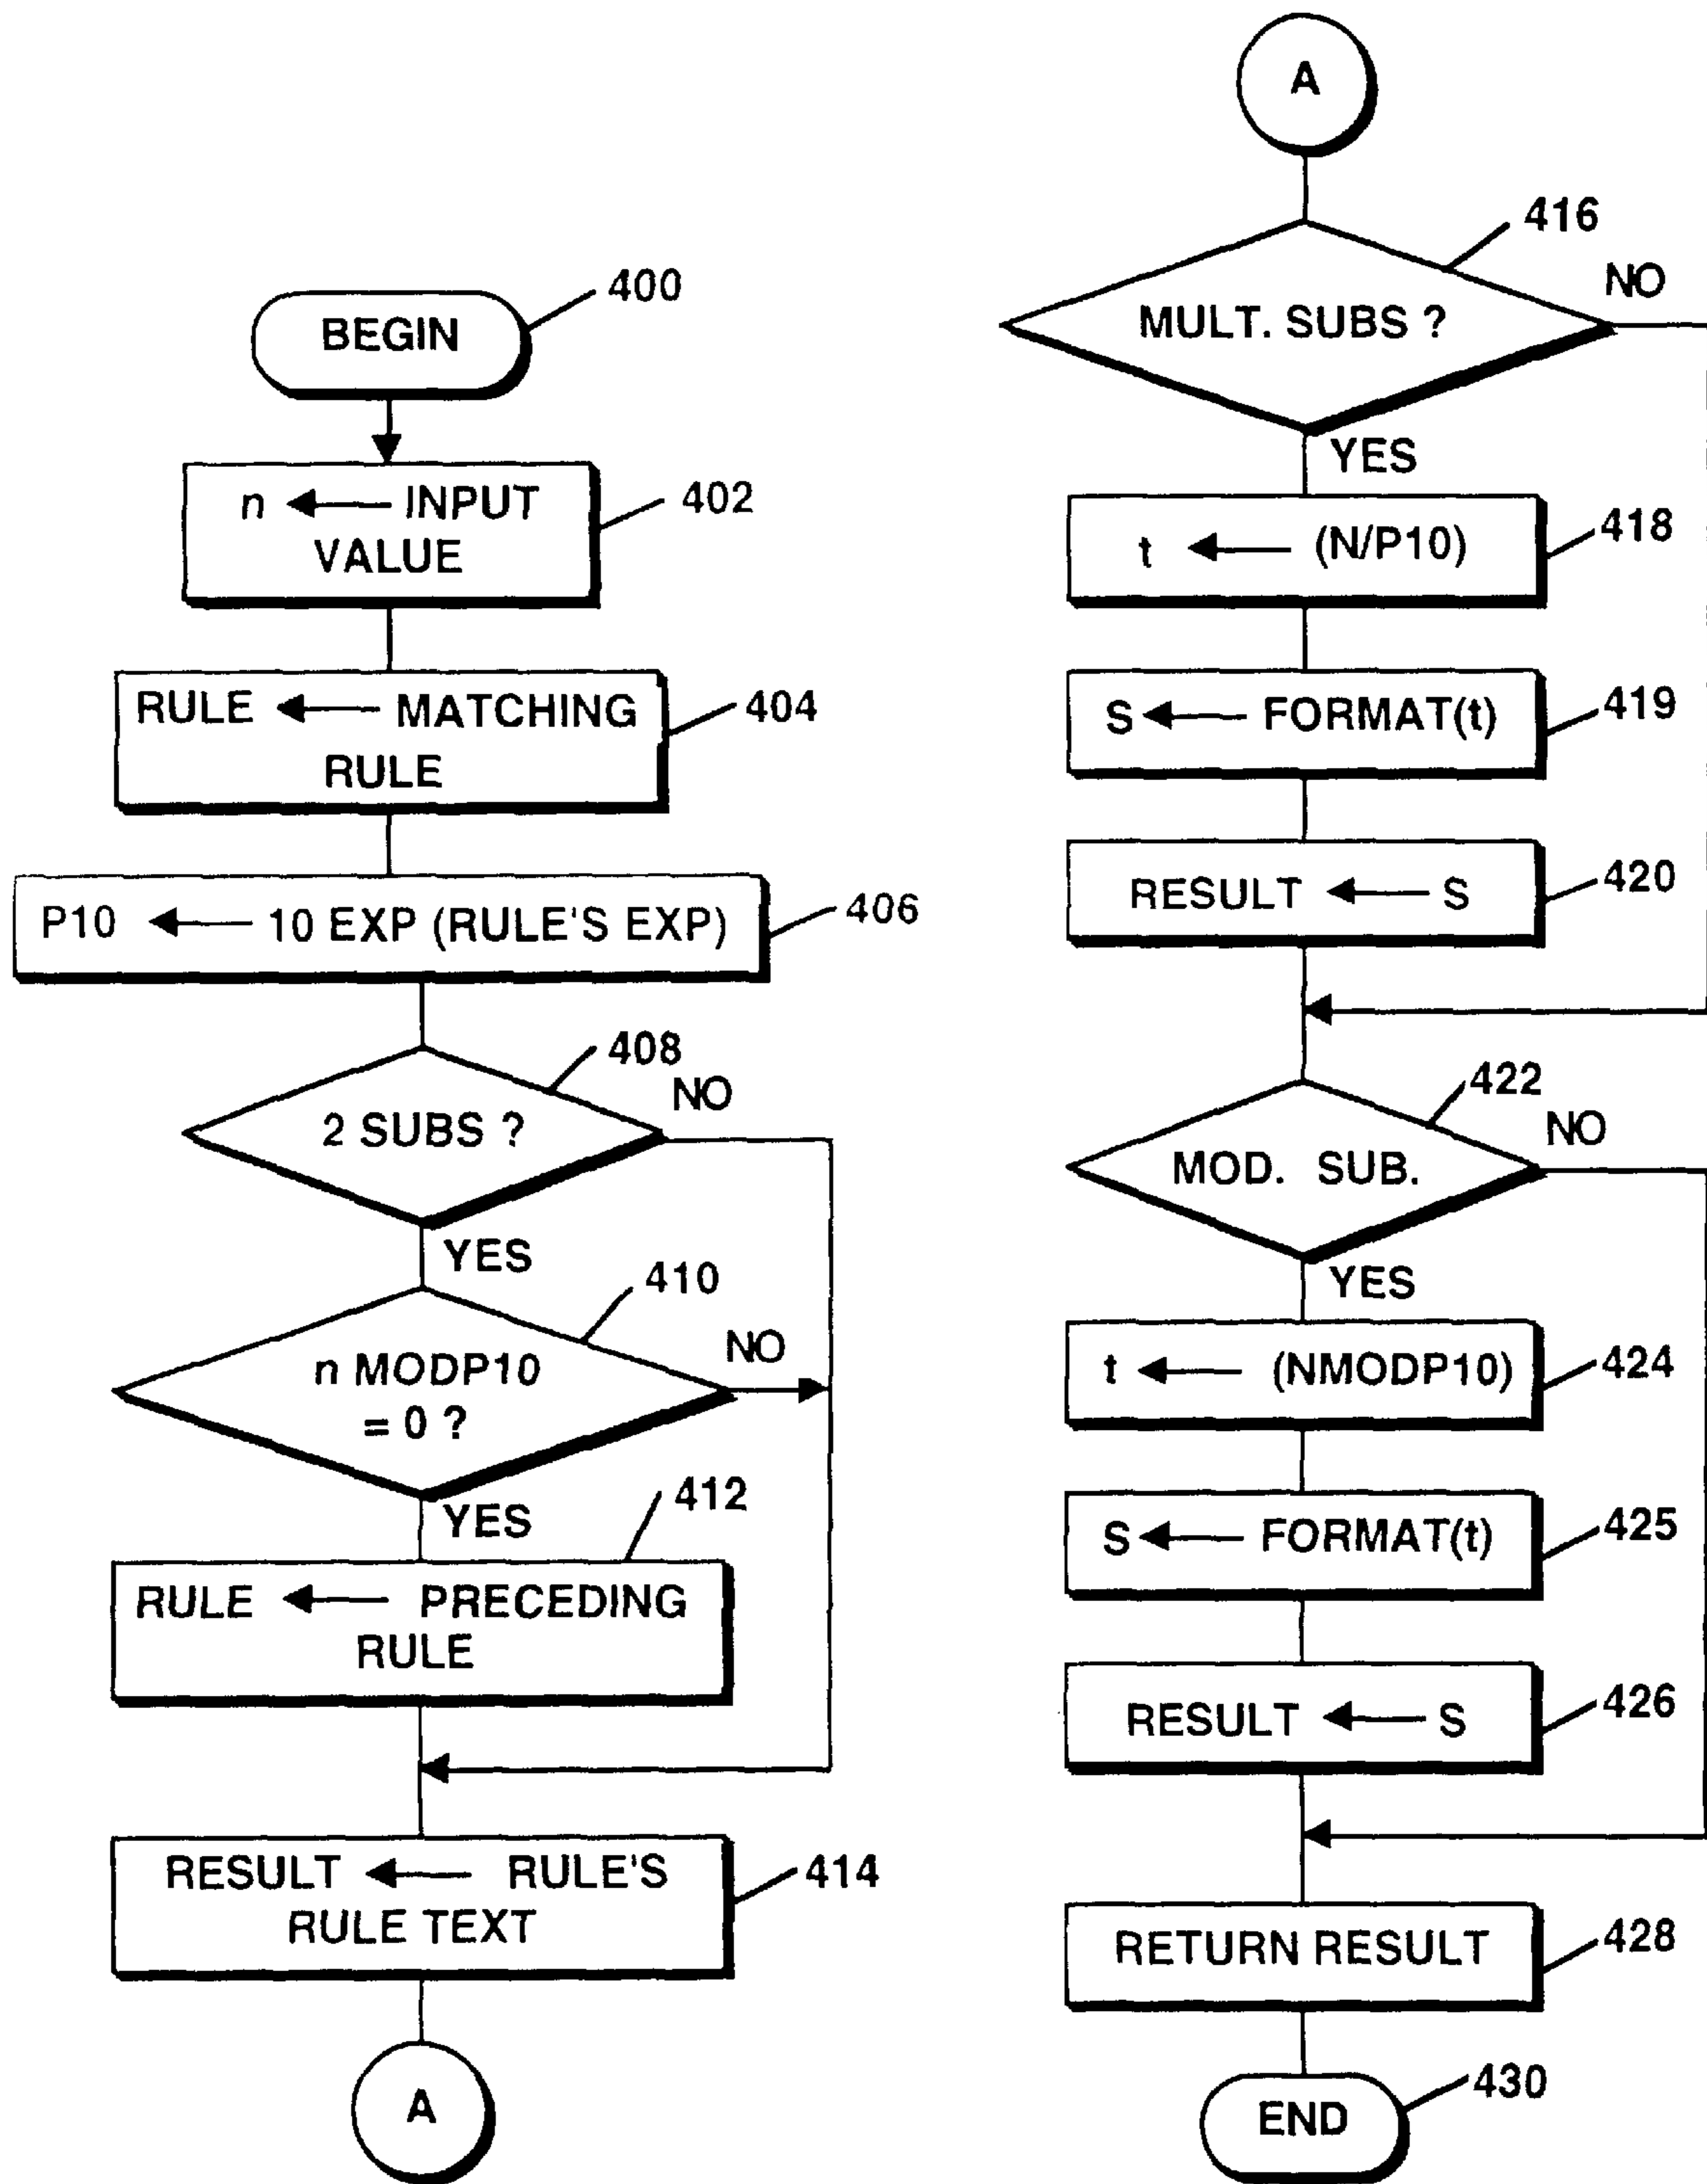 BEGIN
400
n ← INPUT
VALUE
402
RULE ← MATCHING
RULE
404
P10 ← 10 EXP (RULE'S EXP)
406
2 SUBS ?
408
NO
YES
n MODP10
= 0 ?
410
NO
YES
RULE ← PRECEDING
RULE
412
RESULT ← RULE'S
RULE TEXT
414
A
A
MULT. SUBS ?
416
NO
YES
t ← (N/P10)
418
S ← FORMAT(t)
419
RESULT ← S
420
MOD. SUB.
422
NO
YES
t ← (NMODP10)
424
S ← FORMAT(t)
425
RESULT ← S
426
RETURN RESULT
428
END
430